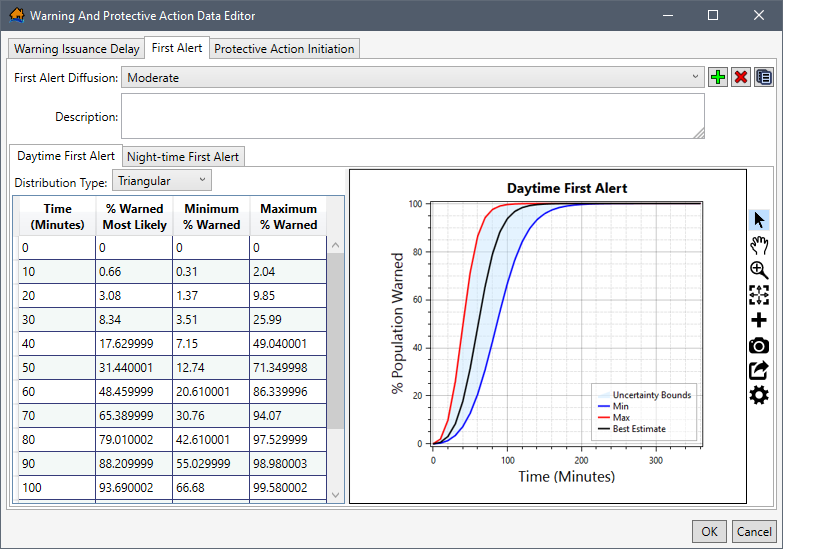 Warning And Protective Action Data Editor
Warning Issuance Delay First Alert Protective Action Initiation
First Alert Diffusion: Moderate
Description:
Daytime First Alert Night-time First Alert
Distribution Type: Triangular
Time (Minutes) % Warned Most Likely Minimum % Warned Maximum % Warned
0 0 0 0
10 0.66 0.31 2.04
20 3.08 1.37 9.85
30 8.34 3.51 25.99
40 17.629999 7.15 49.040001
50 31.440001 12.74 71.349998
60 48.459999 20.610001 86.339996
70 65.389999 30.76 94.07
80 79.010002 42.610001 97.529999
90 88.209999 55.029999 98.980003
100 93.690002 66.68 99.580002
Daytime First Alert
% Population Warned
100
80
60
40
20
0
0 100 200 300
Time (Minutes)
Uncertainty Bounds
Min
Max
Best Estimate
OK Cancel